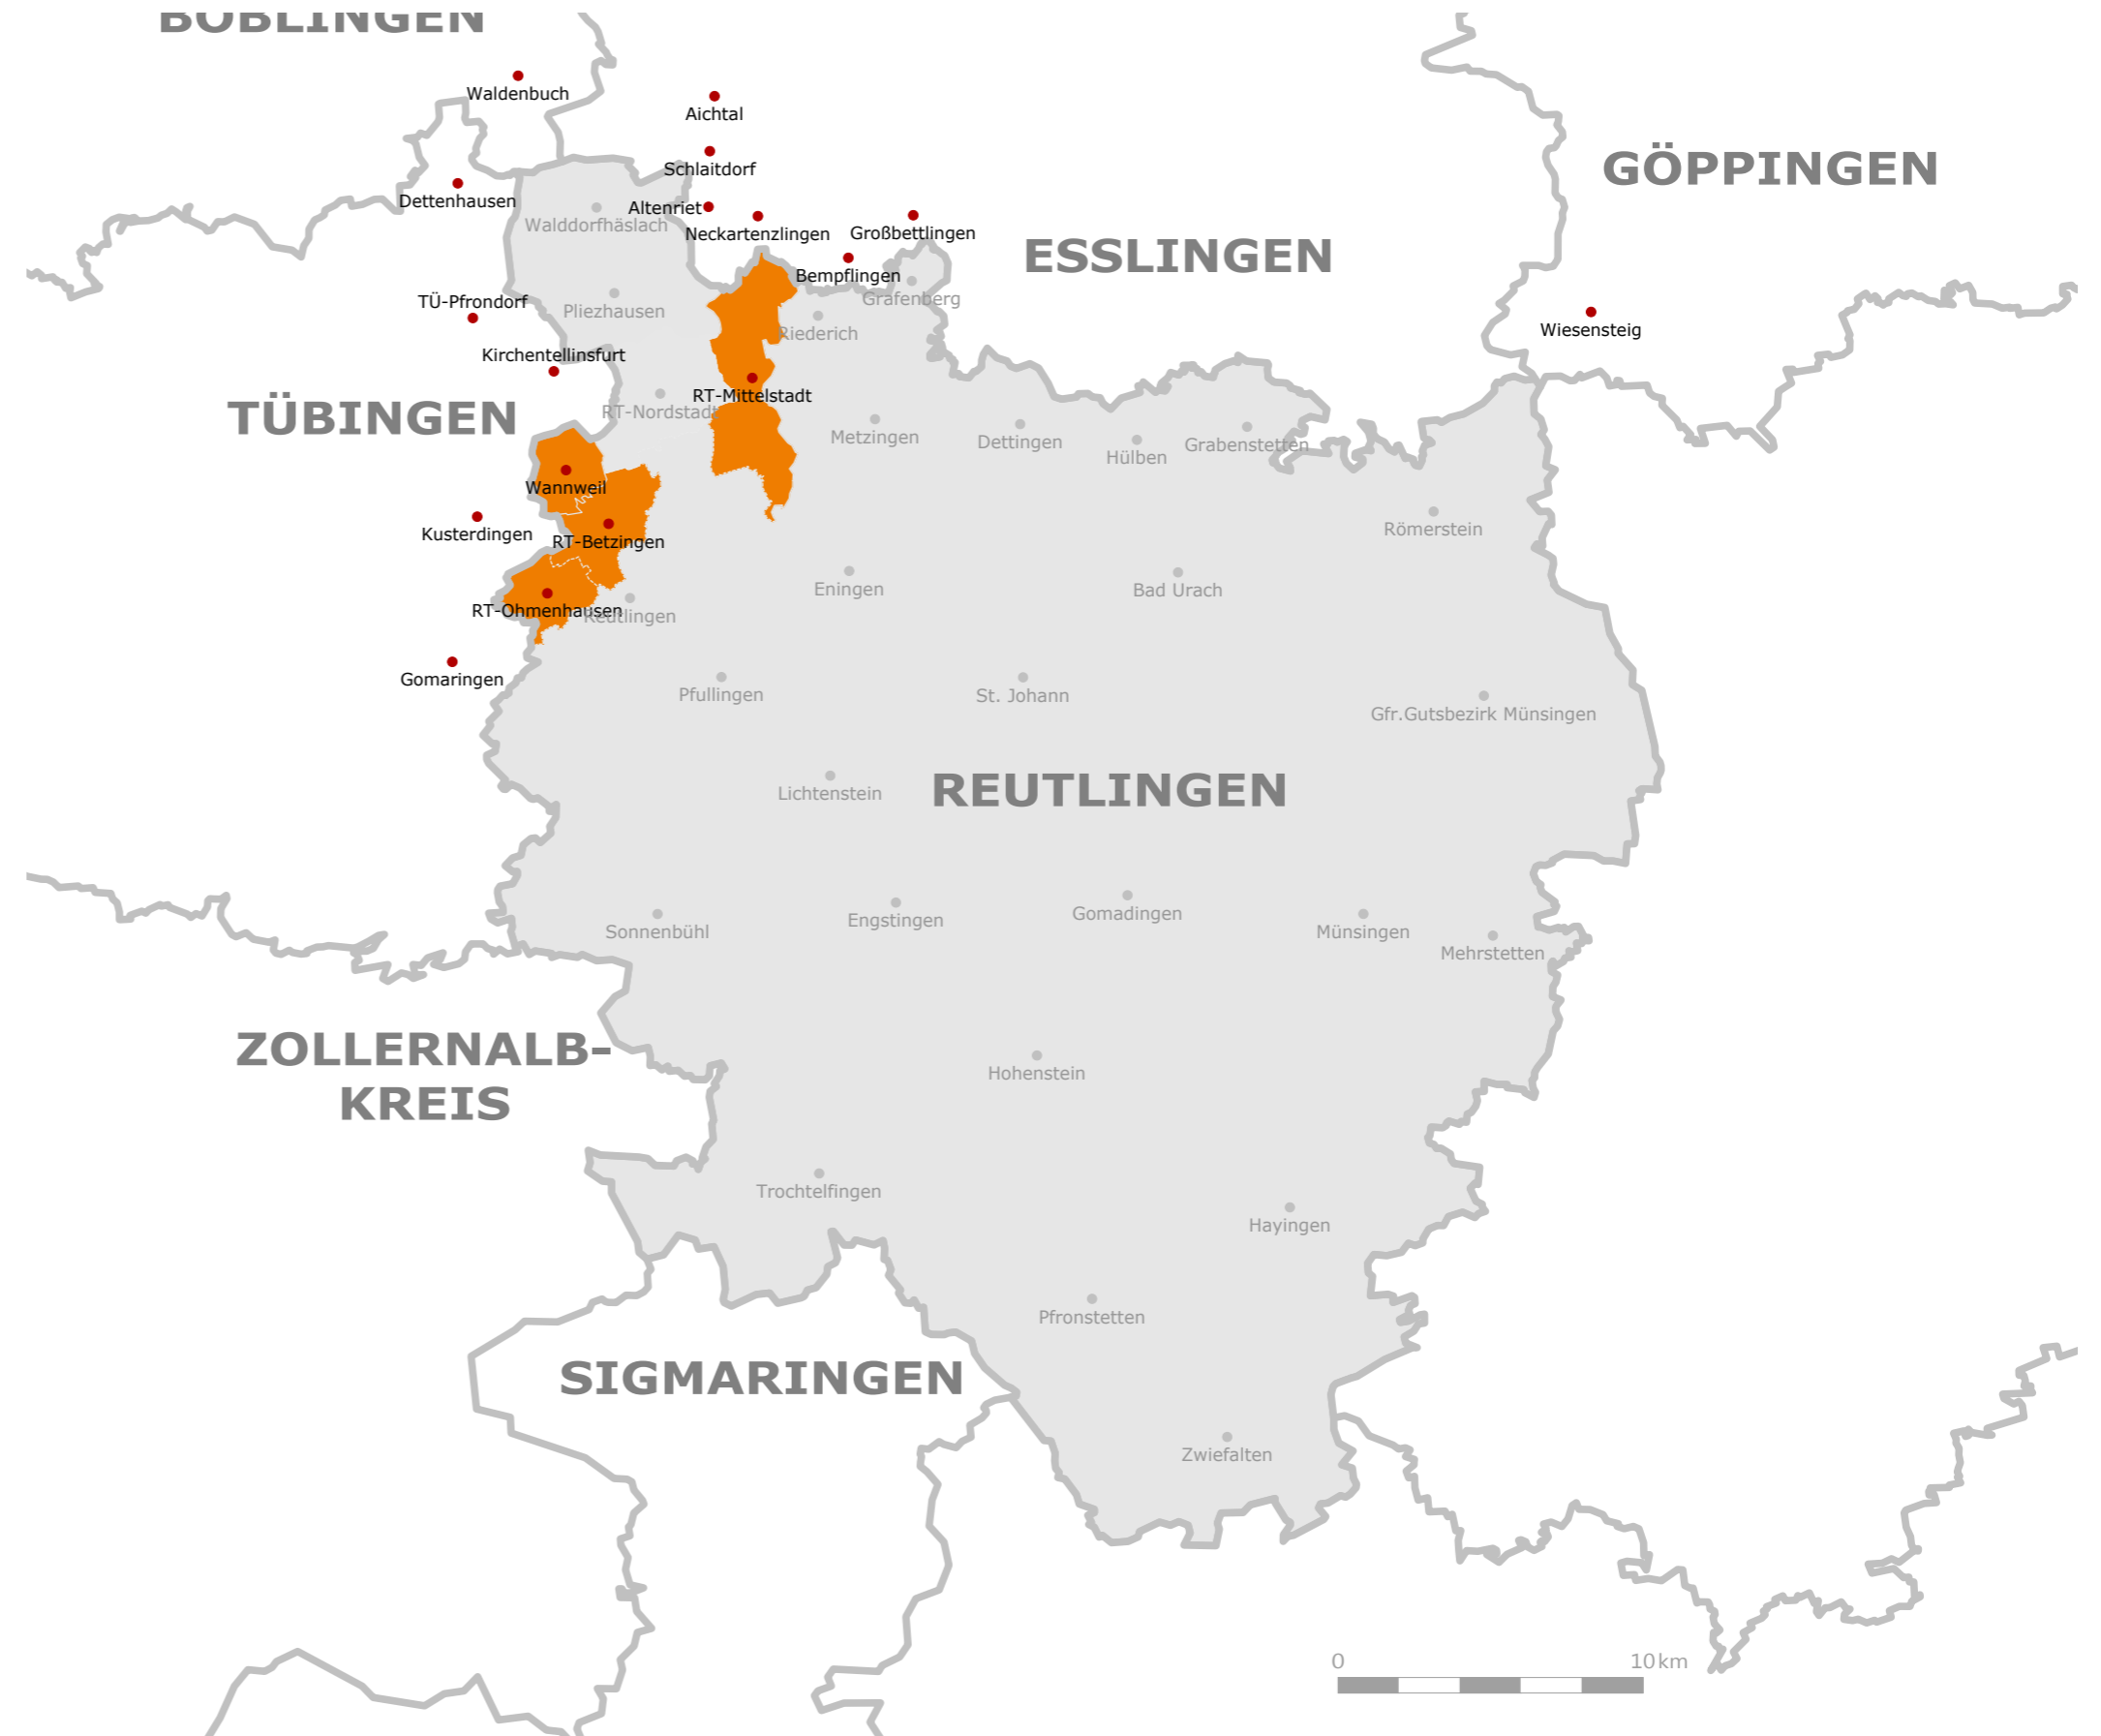 BÖBLINGEN
Waldenbuch
Aichtal
GÖPPINGEN
Schlaitdorf
Dettenhausen
Altenriet
Walddorfhäslach
Neckartenzlingen
Großbettlingen
ESSLINGEN
Bempflingen
Grafenberg
TÜ-Pfrondorf
Pliezhausen
Riederich
Wiesensteig
Kirchentellinsfurt
RT-Mittelstadt
TÜBINGEN
RT-Nordstadt
Metzingen
Dettingen
Grabenstetten
Hülben
Wannweil
Römerstein
Kusterdingen
RT-Betzingen
Eningen
Bad Urach
RT-Ohmenhausen
Reutlingen
Gomaringen
Pfullingen
St. Johann
Gfr.Gutsbezirk Münsingen
Lichtenstein
REUTLINGEN
Sonnenbühl
Engstingen
Gomadingen
Münsingen
Mehrstetten
ZOLLERNALB-
KREIS
Hohenstein
Trochtelfingen
Hayingen
Pfronstetten
SIGMARINGEN
Zwiefalten
0 10 km